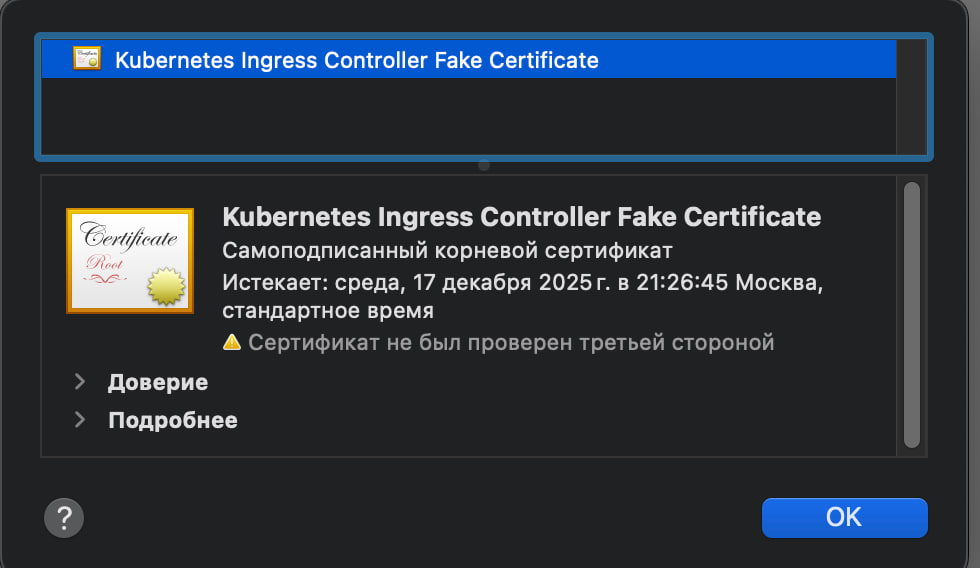 Kubernetes Ingress Controller Fake Certificate
Certificate
Root
Kubernetes Ingress Controller Fake Certificate
Самоподписанный корневой сертификат
Истекает: среда, 17 декабря 2025 г. в 21:26:45 Москва,
стандартное время
Сертификат не был проверен третьей стороной
Доверие
Подробнее
?
OK